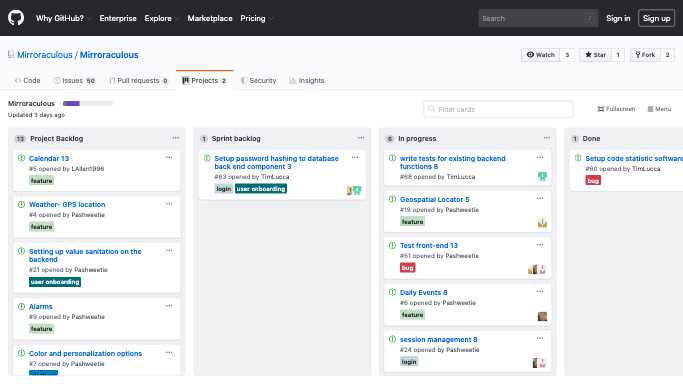 Why GitHub?
Enterprise
Explore
Marketplace
Pricing
Search
/
Sign in
Sign up
Mirroraculous / Mirroraculous
Watch 3
Star 1
Fork 2
Code
Issues 50
Pull requests 0
Projects 2
Security
Insights
Mirroraculous
Updated 3 days ago
Filter cards
Fullscreen
Menu
13 Project Backlog
Calendar 13
#5 opened by LAllen1996
feature
Weather- GPS location
#4 opened by Pashweetie
feature
Setting up value sanitation on the
backend
#21 opened by Pashweetie
user onboarding
Alarms
#9 opened by Pashweetie
feature
Color and personalization options
#7 opened by Pashweetie
1 Sprint backlog
Setup password hashing to database
back end component 3
#63 opened by TimLucca
login user onboarding
6 In progress
write tests for existing backend
functions 8
#68 opened by TimLucca
Geospatial Locator 5
#19 opened by Pashweetie
feature
Test front-end 13
#61 opened by Pashweetie
bug
Daily Events 8
#6 opened by Pashweetie
feature
session management 8
#24 opened by Pashweetie
login
1 Done
Setup code statistic software
#60 opened by TimLucca
bug